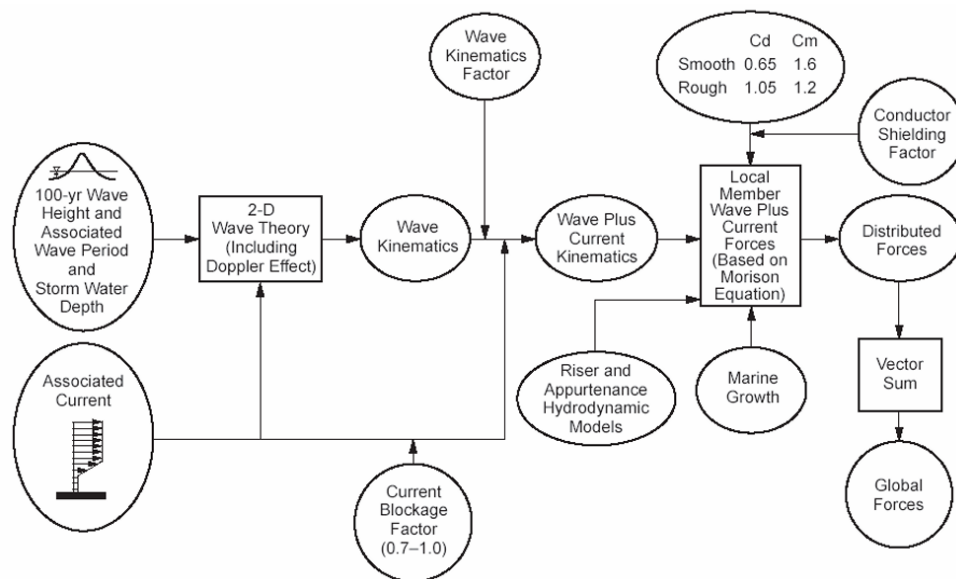 Wave
Kinematics
Factor
Cd Cm
Smooth 0.65 1.6
Rough 1.05 1.2
Conductor
Shielding
Factor
100-yr Wave
Height and
Associated
Wave Period
and
Storm Water
Depth
2-D
Wave Theory
(Including
Doppler Effect)
Wave
Kinematics
Wave Plus
Current
Kinematics
Local
Member
Wave Plus
Current Forces
(Based on
Morison
Equation)
Distributed
Forces
Associated
Current
Current
Blockage
Factor
(0.7–1.0)
Riser and
Appurtenance
Hydrodynamic
Models
Marine
Growth
Vector
Sum
Global
Forces